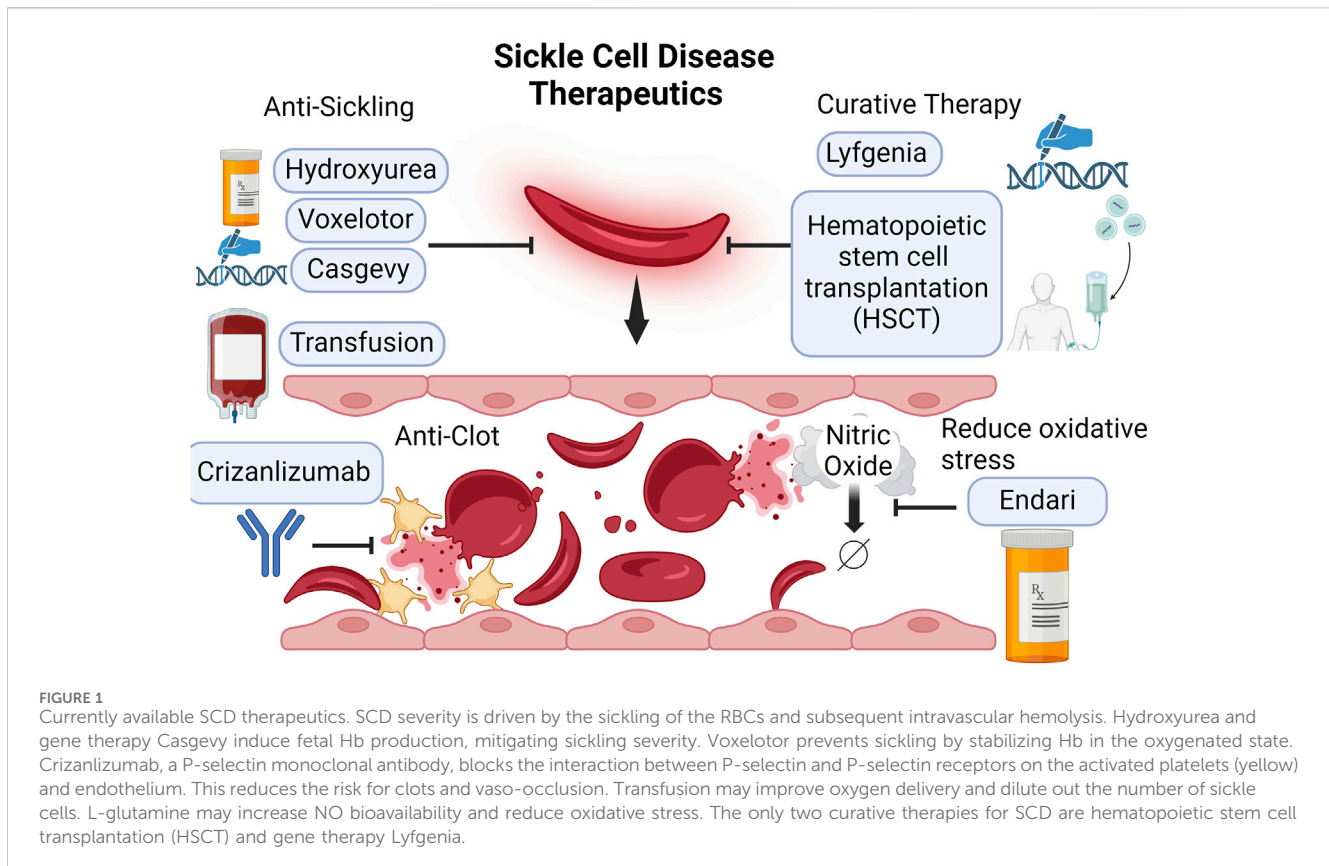 Sickle Cell Disease
Therapeutics
Anti-Sickling
Hydroxyurea
Voxelotor
Casgevy
Transfusion
Curative Therapy
Lyfgenia
Hematopoietic
stem cell
transplantation
(HSCT)
Rx
Anti-Clot
Crizanlizumab
Nitric
Oxide
Reduce oxidative
stress
Endari
Rx
FIGURE 1
Currently available SCD therapeutics. SCD severity is driven by the sickling of the RBCs and subsequent intravascular hemolysis. Hydroxyurea and
gene therapy Casgevy induce fetal Hb production, mitigating sickling severity. Voxelotor prevents sickling by stabilizing Hb in the oxygenated state.
Crizanlizumab, a P-selectin monoclonal antibody, blocks the interaction between P-selectin and P-selectin receptors on the activated platelets (yellow)
and endothelium. This reduces the risk for clots and vaso-occlusion. Transfusion may improve oxygen delivery and dilute out the number of sickle
cells. L-glutamine may increase NO bioavailability and reduce oxidative stress. The only two curative therapies for SCD are hematopoietic stem cell
transplantation (HSCT) and gene therapy Lyfgenia.